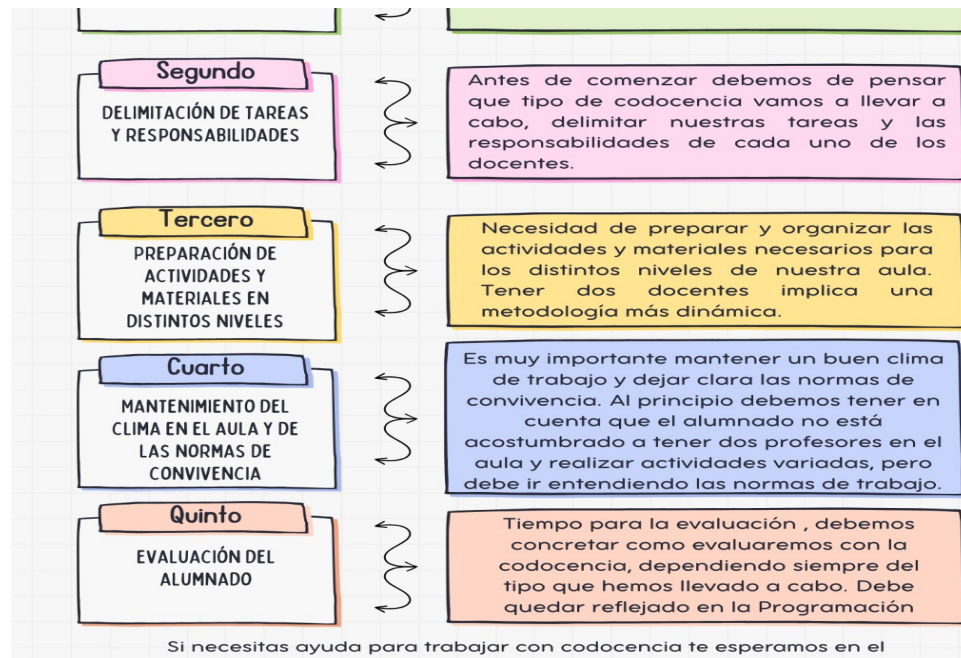 Segundo
DELIMITACIÓN DE TAREAS
Y RESPONSABILIDADES
Antes de comenzar debemos de pensar
que tipo de codocencia vamos a llevar a
cabo, delimitar nuestras tareas y las
responsabilidades de cada uno de los
docentes.
Tercero
PREPARACIÓN DE
ACTIVIDADES Y
MATERIALES EN
DISTINTOS NIVELES
Necesidad de preparar y organizar las
actividades y materiales necesarios para
los distintos niveles de nuestra aula.
Tener dos docentes implica una
metodología más dinámica.
Cuarto
MANTENIMIENTO DEL
CLIMA EN EL AULA Y DE
LAS NORMAS DE
CONVIVENCIA
Es muy importante mantener un buen clima
de trabajo y dejar clara las normas de
convivencia. Al principio debemos tener en
cuenta que el alumnado no está
acostumbrado a tener dos profesores en el
aula y realizar actividades variadas, pero
debe ir entendiendo las normas de trabajo.
Quinto
EVALUACIÓN DEL
ALUMNADO
Tiempo para la evaluación , debemos
concretar como evaluaremos con la
codocencia, dependiendo siempre del
tipo que hemos llevado a cabo. Debe
quedar reflejado en la Programación
Si necesitas ayuda para trabajar con codocencia te esperamos en el